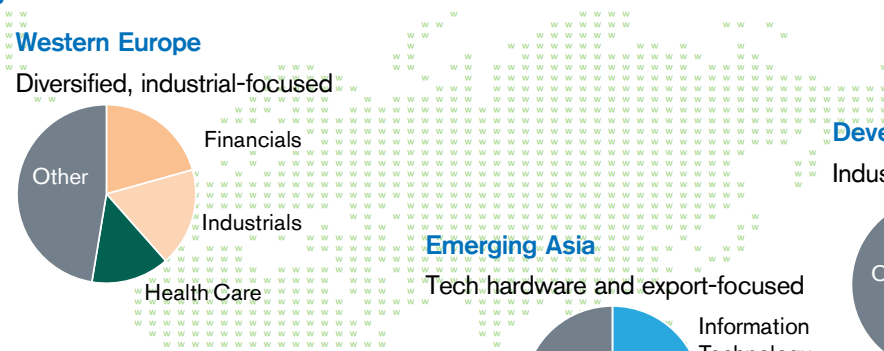 Western Europe
Diversified, industrial-focused
Financials
Other
Industrials
Health Care
Emerging Asia
Tech hardware and export-focused
Information